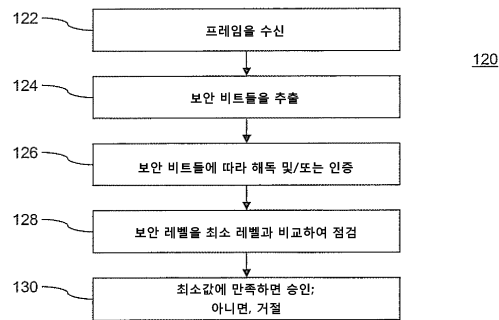 122
프레임을 수신
120
124
보안 비트들을 추출
126
보안 비트들에 따라 해독 및/또는 인증
128
보안 레벨을 최소 레벨과 비교하여 점검
130
최소값에 만족하면 승인;
아니면, 거절